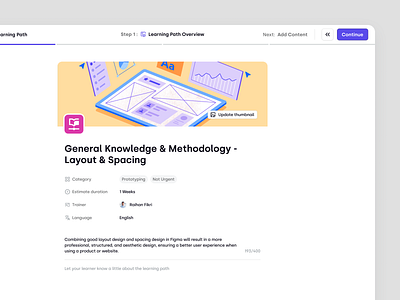 arning Path
Step 1 : Learning Path Overview
Next: Add Content
Continue
Aa
Update thumbnail
General Knowledge & Methodology -
Layout & Spacing
Category Prototyping Not Urgent
Estimate duration 1 Weeks
Trainer Raihan Fikri
Language English
Combining good layout design and spacing design in Figma will result in a more
professional, structured, and aesthetic design, ensuring a better user experience when
using a product or website.
Let your learner know a little about the learning path